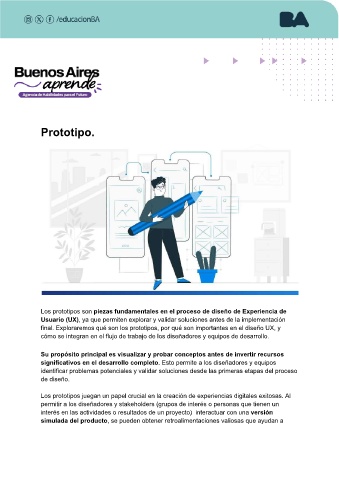 /educacionBA
BA
Buenos Aires
aprende
Agencia de Habilidades para el Futuro
Prototipo.
Los prototipos son piezas fundamentales en el proceso de diseño de Experiencia de
Usuario (UX), ya que permiten explorar y validar soluciones antes de la implementación
final. Exploraremos qué son los prototipos, por qué son importantes en el diseño UX, y
cómo se integran en el flujo de trabajo de los diseñadores y equipos de desarrollo.
Su propósito principal es visualizar y probar conceptos antes de invertir recursos
significativos en el desarrollo completo. Esto permite a los diseñadores y equipos
identificar problemas potenciales y validar soluciones desde las primeras etapas del proceso
de diseño.
Los prototipos juegan un papel crucial en la creación de experiencias digitales exitosas. Al
permitir a los diseñadores y stakeholders (grupos de interés o personas que tienen un
interés en las actividades o resultados de un proyecto) interactuar con una versión
simulada del producto, se pueden obtener retroalimentaciones valiosas que ayudan a